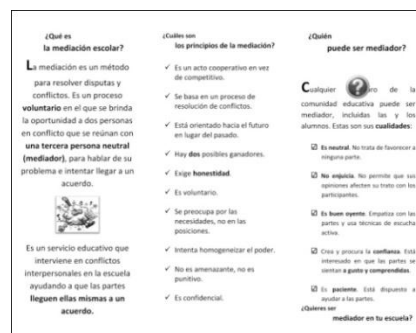 ¿Qué es
la mediación escolar?
La mediación es un método
para resolver disputas y
conflictos. Es un proceso
voluntario en el que se brinda
la oportunidad a dos personas
en conflicto que se reúnan con
una tercera persona neutral
(mediador), para hablar de su
problema e intentar llegar a un
acuerdo.
Es un servicio educativo que
interviene en conflictos
interpersonales en la escuela
ayudando a que las partes
lleguen ellas mismas a un
acuerdo.
¿Cuáles son
los principios de la mediación?
✓ Es un acto cooperativo en vez
de competitivo.
✓ Se basa en un proceso de
resolución de conflictos.
✓ Está orientado hacia el futuro
en lugar del pasado.
✓ Hay dos posibles ganadores.
✓ Exige honestidad.
✓ Es voluntario.
✓ Se preocupa por las
necesidades, no en las
posiciones.
✓ Intenta homogeneizar el poder.
✓ No es amenazante, no es
punitivo.
✓ Es confidencial.
¿Quién
puede ser mediador?
Cualquier ro de la
comunidad educativa puede ser
mediador, incluidas las y los
alumnos. Estas son sus cualidades:
☑ Es neutral. No trata de favorecer a
ninguna parte.
☑ No enjuicia. No permite que sus
opiniones afecten su trato con los
participantes.
☑ Es buen oyente. Empatiza con las
partes y usa técnicas de escucha
activa.
☑ Crea y procura la confianza. Está
interesado en que las partes se
sientan a gusto y comprendidas.
☑ Es paciente. Está dispuesto a
ayudar a las partes.
¿Quieres ser
mediador en tu escuela?